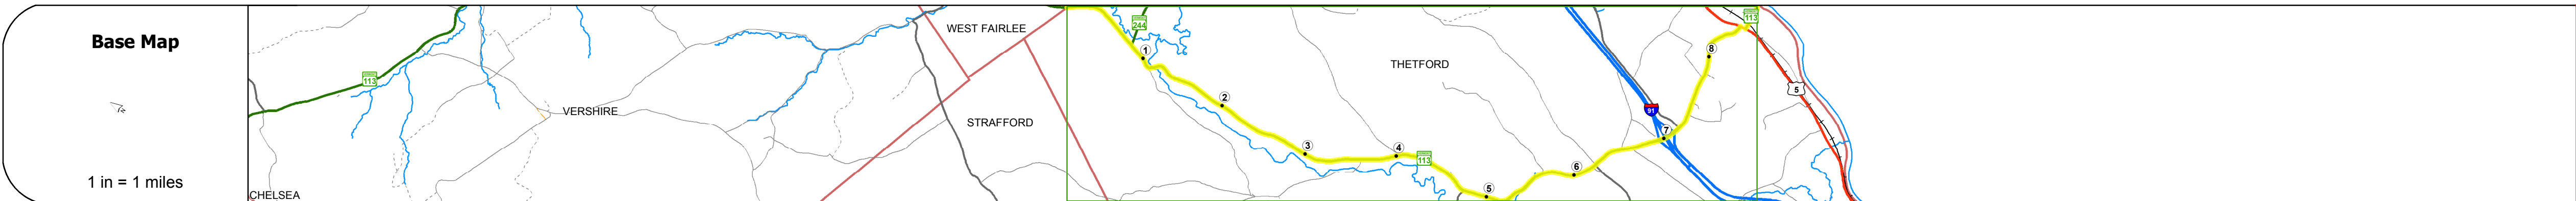 Base Map
N
1 in = 1 miles
113
CHELSEA
VERSHIRE
WEST FAIRLEE
STRAFFORD
244
1
2
3
4
113
5
6
THETFORD
91
7
8
113
5